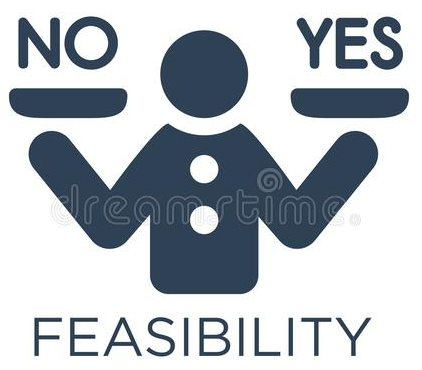 NO YES
dreamstime.
FEASIBILITY